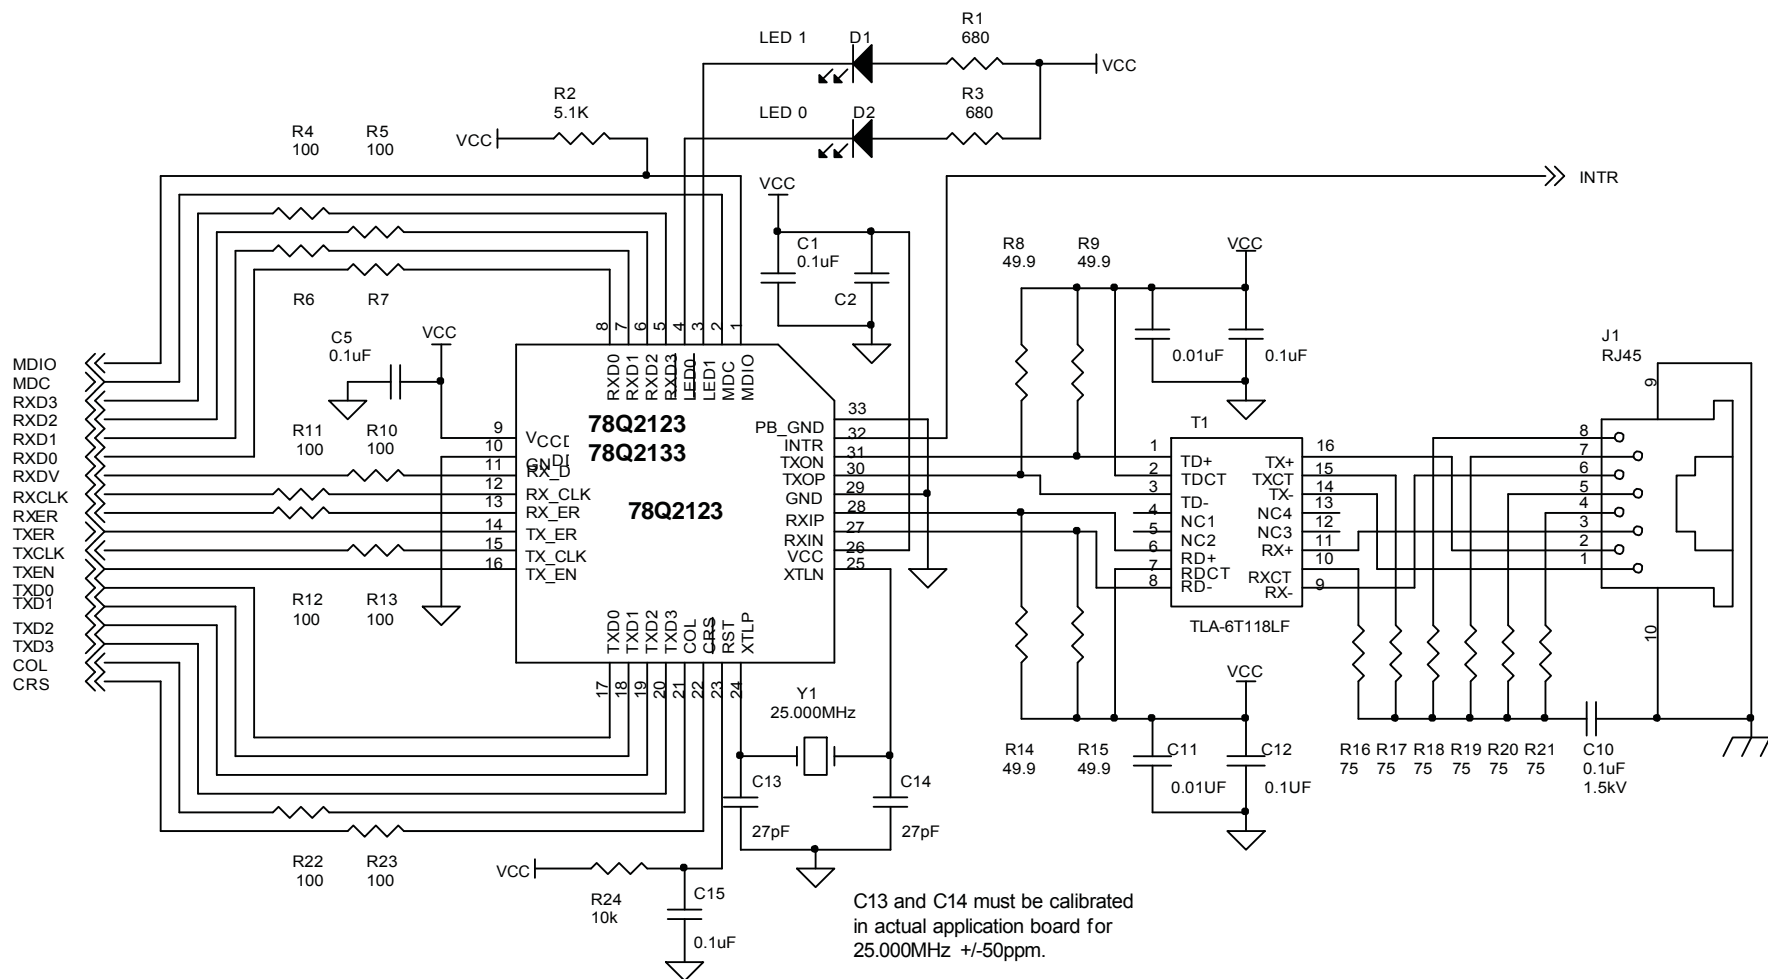 LED 1
D1
R1
680
VCC
LED 0
D2
R3
680
R2
5.1K
VCC
R4
100
R5
100
INTR
VCC
C1
0.1uF
C2
R8
49.9
R9
49.9
VCC
0.01uF
0.1uF
R6
R7
C5
0.1uF
VCC
J1
RJ45
MDIO
MDC
RXD3
RXD2
RXD1
RXD0
RXDV
RXCLK
RXER
TXER
TXCLK
TXEN
TXD0
TXD1
TXD2
TXD3
COL
CRS
R11
100
R10
100
R12
100
R13
100
8
7
6
5
4
3
2
1
RXD0
RXD1
RXD2
RXD3
LED0
LED1
MDC
MDIO
78Q2123
78Q2133
78Q2123
9
10
11
12
13
14
15
16
VCCD
GND
RX_D
RX_CLK
RX_ER
TX_ER
TX_CLK
TX_EN
33
32
31
30
29
28
27
26
25
PB_GND
INTR
TXON
TXOP
GND
RXIP
RXIN
VCC
XTLN
TXD0
TXD1
TXD2
TXD3
COL
CRS
RST
XTLP
17
18
19
20
21
22
23
24
T1
1
2
3
4
5
6
7
8
TD+
TDCT
TD-
NC1
NC2
RD+
RDCT
RD-
TX+
TXCT
TX-
NC4
NC3
RX+
RXCT
RX-
16
15
14
13
12
11
10
9
TLA-6T118LF
8
7
6
5
4
3
2
1
9
10
Y1
25.000MHz
C13
27pF
C14
27pF
R14
49.9
R15
49.9
VCC
C11
0.01UF
C12
0.1UF
R16
75
R17
75
R18
75
R19
75
R20
75
R21
75
C10
0.1uF
1.5kV
R22
100
R23
100
VCC
R24
10k
C15
0.1uF
C13 and C14 must be calibrated
in actual application board for
25.000MHz +/-50ppm.